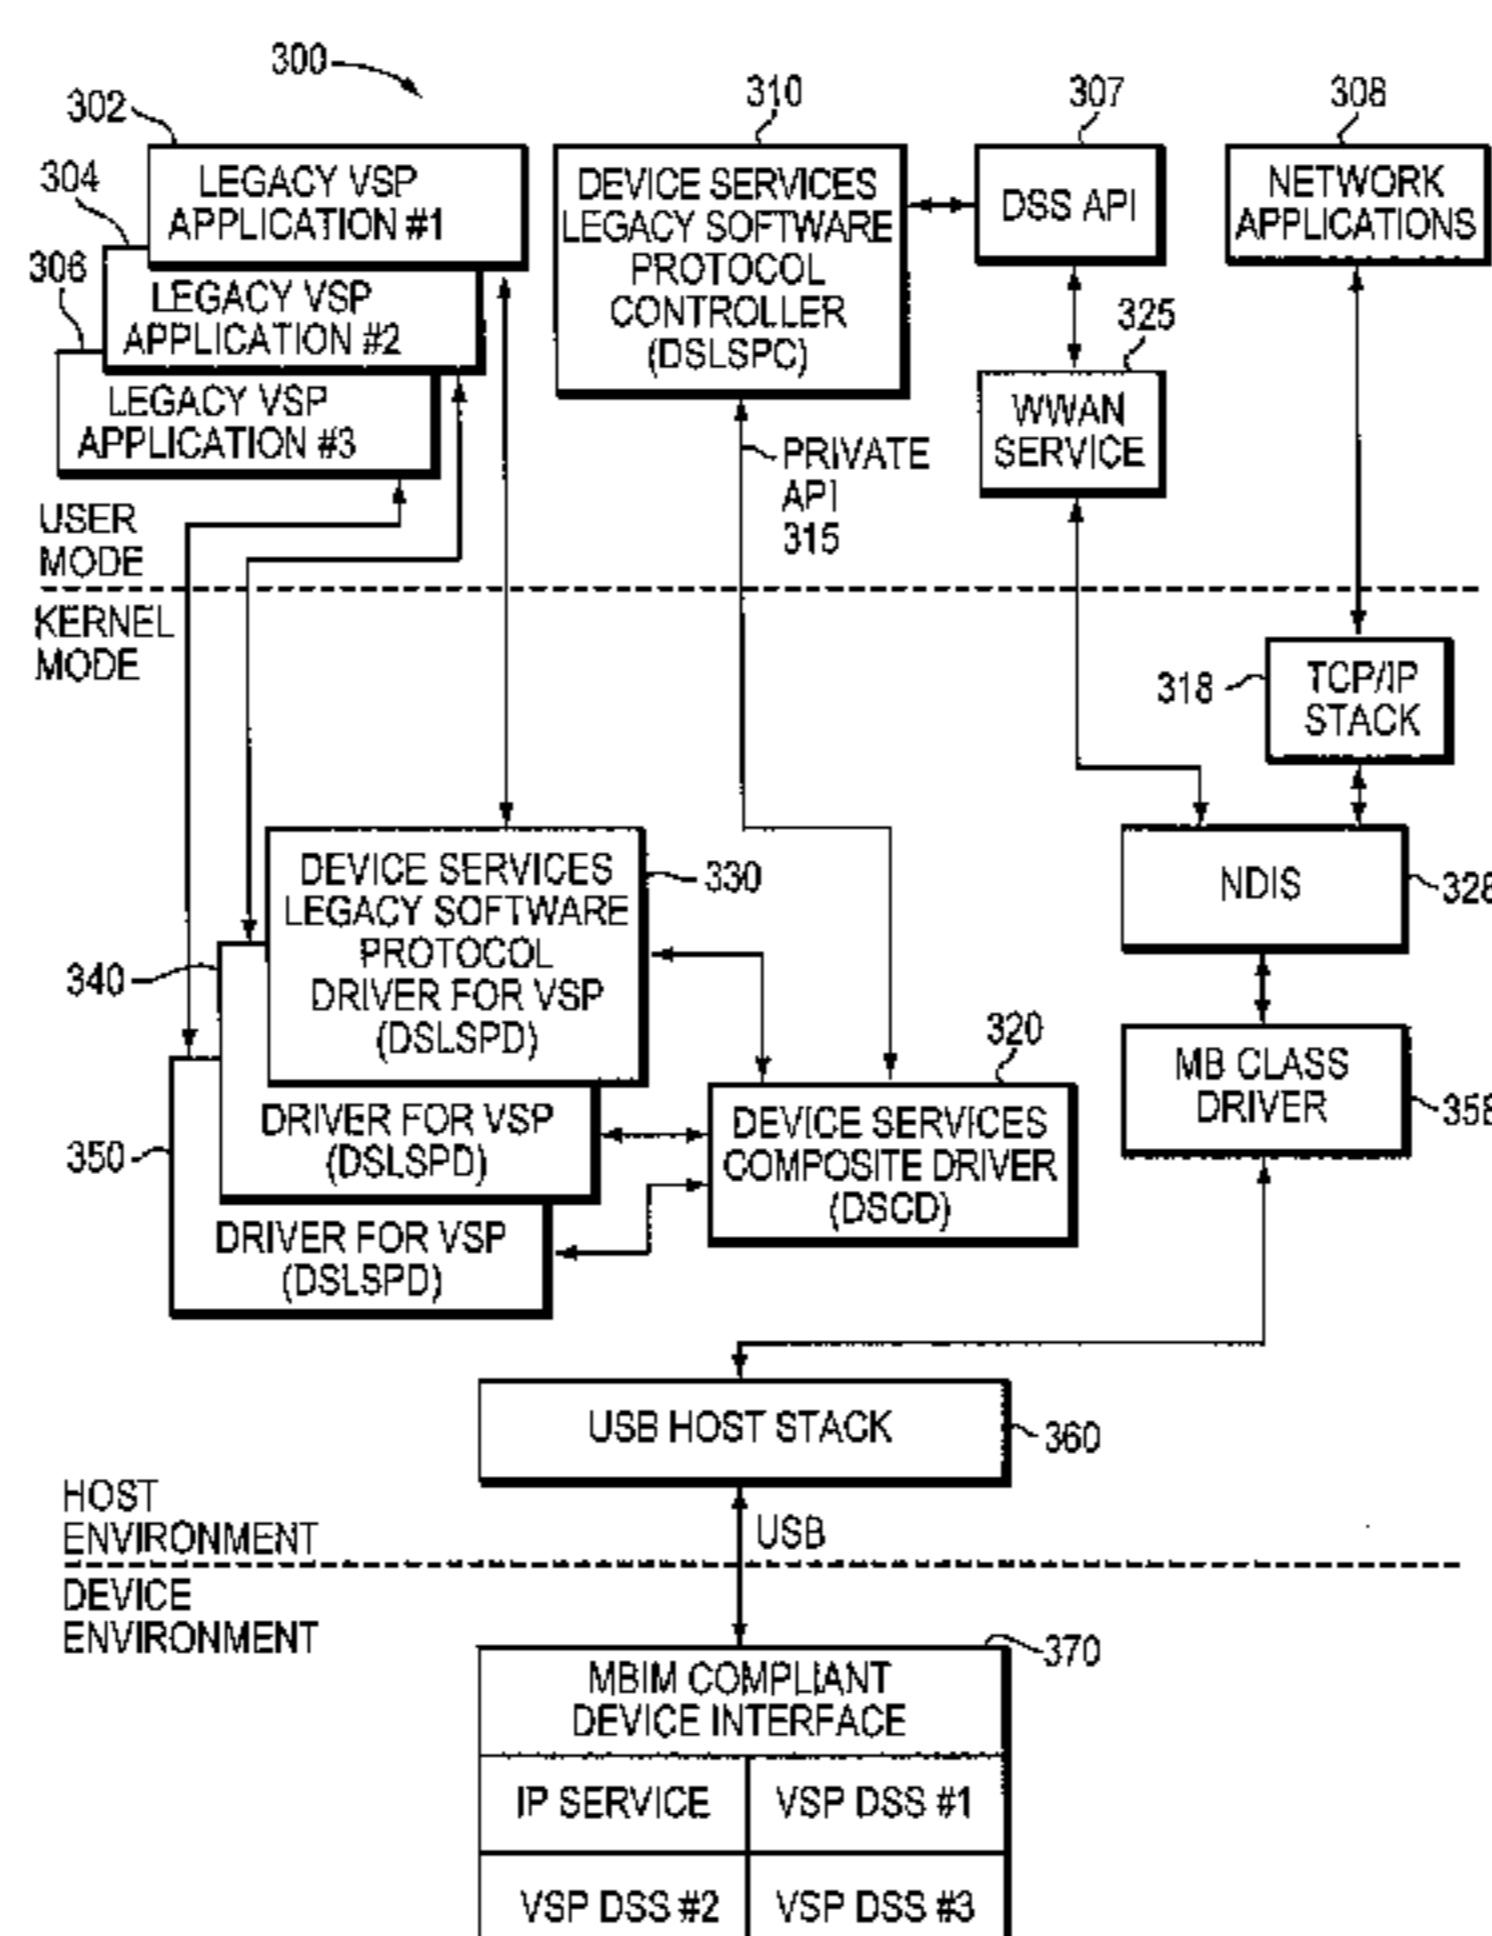 300
302
310
307
308
LEGACY VSP
APPLICATION #1
DEVICE SERVICES
LEGACY SOFTWARE
PROTOCOL
CONTROLLER
(DSLSPC)
DSS API
NETWORK
APPLICATIONS
304
LEGACY VSP
APPLICATION #2
306
LEGACY VSP
APPLICATION #3
325
WWAN
SERVICE
PRIVATE
API
315
USER
MODE
KERNEL
MODE
318
TCP/IP
STACK
DEVICE SERVICES
LEGACY SOFTWARE
PROTOCOL
DRIVER FOR VSP
(DSLSPD)
330
NDIS
328
340
DRIVER FOR VSP
(DSLSPD)
350
DRIVER FOR VSP
(DSLSPD)
320
DEVICE SERVICES
COMPOSITE DRIVER
(DSCD)
MB CLASS
DRIVER
358
USB HOST STACK
360
HOST
ENVIRONMENT
USB
DEVICE
ENVIRONMENT
370
MBIM COMPLIANT
DEVICE INTERFACE
IP SERVICE
VSP DSS #1
VSP DSS #2
VSP DSS #3